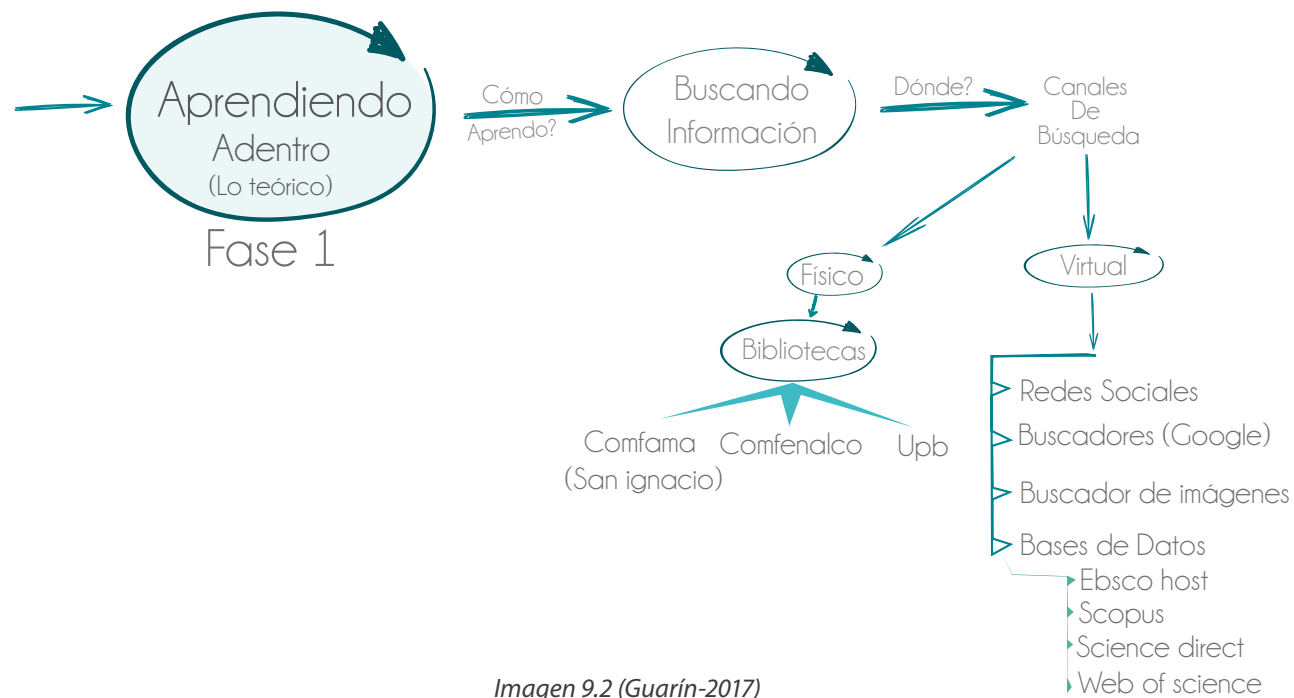 Aprendiendo
Adentro
(Lo teórico)
Fase 1
Cómo
Aprendo?
Buscando
Información
Dónde?
Canales
De
Búsqueda
Físico
Bibliotecas
Comfama
(San ignacio)
Comfenalco
Upb
Virtual
Redes Sociales
Buscadores (Google)
Buscador de imágenes
Bases de Datos
Ebsco host
Scopus
Science direct
Web of science
Imagen 9.2 (Guarín-2017)